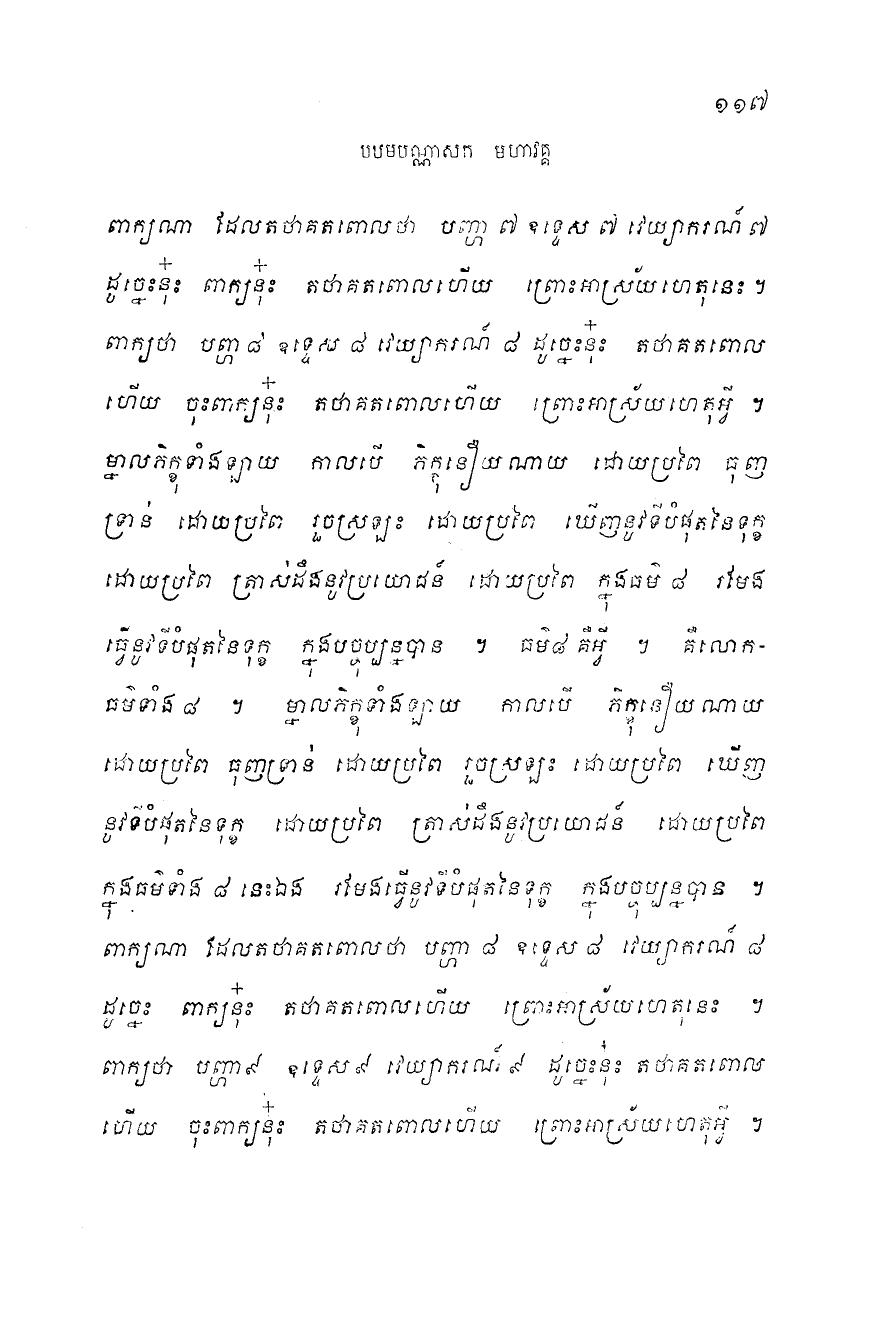 ១១៧
បឋមបណ្ណាសក មហាវគ្គ
ពាក្យណា ដែលតថាគតពោលថា បញ្ហា ៧ ឧទ្ទេស ៧ វេយ្យាករណ៍ ៧
ដូច្នេះនុ៎ះ ពាក្យនុ៎ះ តថាគតពោលហើយ ព្រោះអាស្រ័យហេតុនេះ ។
ពាក្យថា បញ្ហា ៨ ឧទ្ទេស ៨ វេយ្យាករណ៍ ៨ ដូច្នេះនុ៎ះ តថាគតពោល
ហើយ ចុះពាក្យនុ៎ះ តថាគតពោលហើយ ព្រោះអាស្រ័យហេតុអ្វី ។
ម្នាលភិក្ខុទាំងឡាយ កាលបើ ភិក្ខុនឿយណាយ ដោយប្រពៃ ធុញ
ទ្រាន់ ដោយប្រពៃ រួចស្រឡះ ដោយប្រពៃ ឃើញនូវទីបំផុតនៃទុក្ខ
ដោយប្រពៃ ត្រាស់ដឹងនូវប្រយោជន៍ ដោយប្រពៃ ក្នុងធម៌ ៨ រមែង
ធ្វើនូវទីបំផុតនៃទុក្ខ ក្នុងបច្ចុប្បន្នបាន ។ ធម៌៨ គឺអ្វី ។ គឺលោក-
ធម៌ទាំង ៨ ។ ម្នាលភិក្ខុទាំងឡាយ កាលបើ ភិក្ខុនឿយណាយ
ដោយប្រពៃ ធុញទ្រាន់ ដោយប្រពៃ រួចស្រឡះ ដោយប្រពៃ ឃើញ
នូវទីបំផុតនៃទុក្ខ ដោយប្រពៃ ត្រាស់ដឹងនូវប្រយោជន៍ ដោយប្រពៃ
ក្នុងធម៌ទាំង ៨ នេះឯង រមែងធ្វើនូវទីបំផុតនៃទុក្ខ ក្នុងបច្ចុប្បន្នបាន ។
ពាក្យណា ដែលតថាគតពោលថា បញ្ហា ៨ ឧទ្ទេស ៨ វេយ្យាករណ៍ ៨
ដូច្នេះ ពាក្យនុ៎ះ តថាគតពោលហើយ ព្រោះអាស្រ័យហេតុនេះ ។
ពាក្យថា បញ្ហា ៩ ឧទ្ទេស ៩ វេយ្យាករណ៍ ៩ ដូច្នេះនុ៎ះ តថាគតពោល
ហើយ ចុះពាក្យនុ៎ះ តថាគតពោលហើយ ព្រោះអាស្រ័យហេតុអ្វី ។